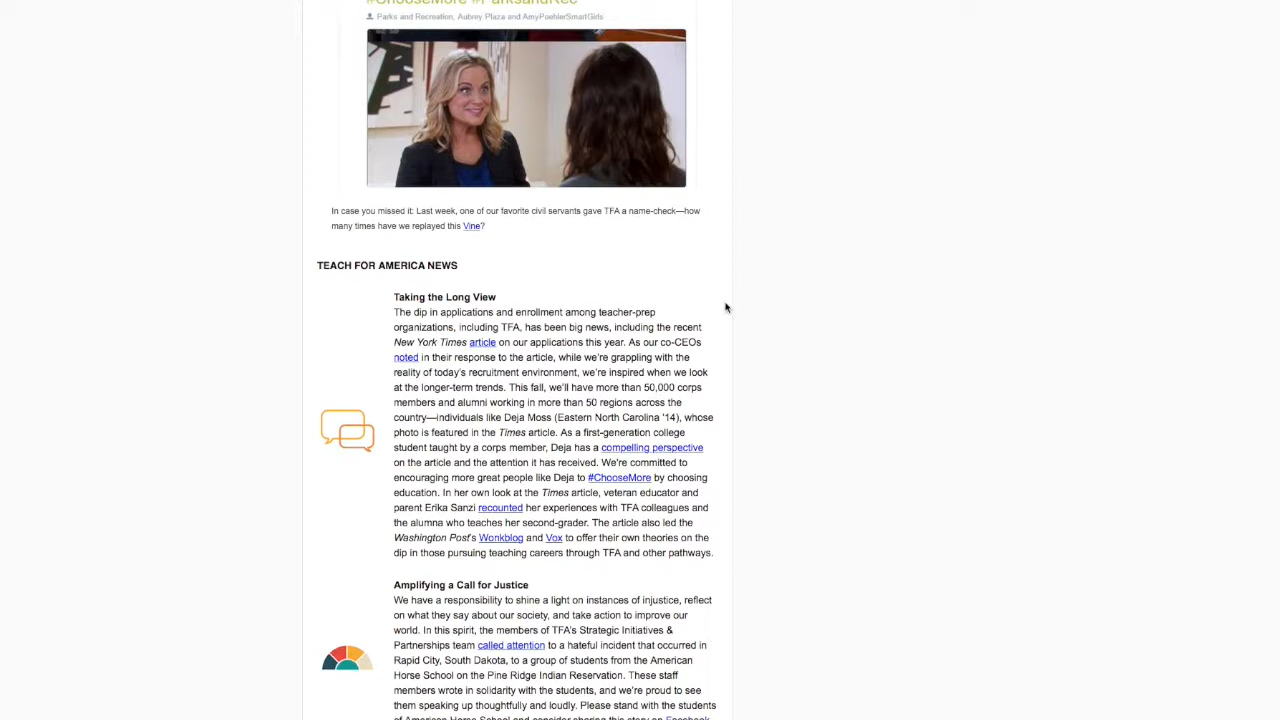 #ChooseMore #ParksandRec
Parks and Recreation, Aubrey Plaza and AmyPoehlerSmartGirls
In case you missed it: Last week, one of our favorite civil servants gave TFA a name-check—how
many times have we replayed this Vine?
TEACH FOR AMERICA NEWS
Taking the Long View
The dip in applications and enrollment among teacher-prep
organizations, including TFA, has been big news, including the recent
New York Times article on our applications this year. As our co-CEOs
noted in their response to the article, while we're grappling with the
reality of today's recruitment environment, we're inspired when we look
at the longer-term trends. This fall, we'll have more than 50,000 corps
members and alumni working in more than 50 regions across the
country—individuals like Deja Moss (Eastern North Carolina '14), whose
photo is featured in the Times article. As a first-generation college
student taught by a corps member, Deja has a compelling perspective
on the article and the attention it has received. We're committed to
encouraging more great people like Deja to #ChooseMore by choosing
education. In her own look at the Times article, veteran educator and
parent Erika Sanzi recounted her experiences with TFA colleagues and
the alumna who teaches her second-grader. The article also led the
Washington Post's Wonkblog and Vox to offer their own theories on the
dip in those pursuing teaching careers through TFA and other pathways.
Amplifying a Call for Justice
We have a responsibility to shine a light on instances of injustice, reflect
on what they say about our society, and take action to improve our
world. In this spirit, the members of TFA's Strategic Initiatives &
Partnerships team called attention to a hateful incident that occurred in
Rapid City, South Dakota, to a group of students from the American
Horse School on the Pine Ridge Indian Reservation. These staff
members wrote in solidarity with the students, and we're proud to see
them speaking up thoughtfully and loudly. Please stand with the students
of American Horse School and consider sharing this story on Facebook